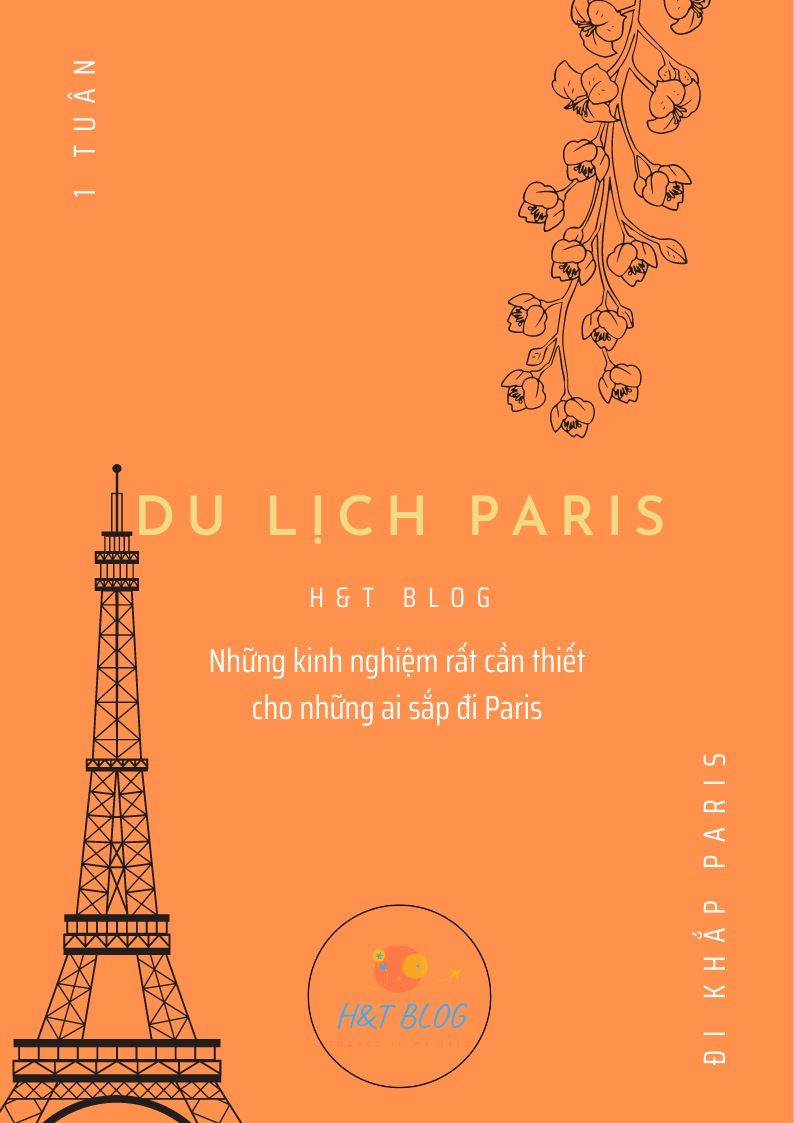 1 TUẦN
DU LỊCH PARIS
H&T BLOG
Những kinh nghiệm rất cần thiết
cho những ai sắp đi Paris
ĐI KHẮP PARIS
H&T BLOG